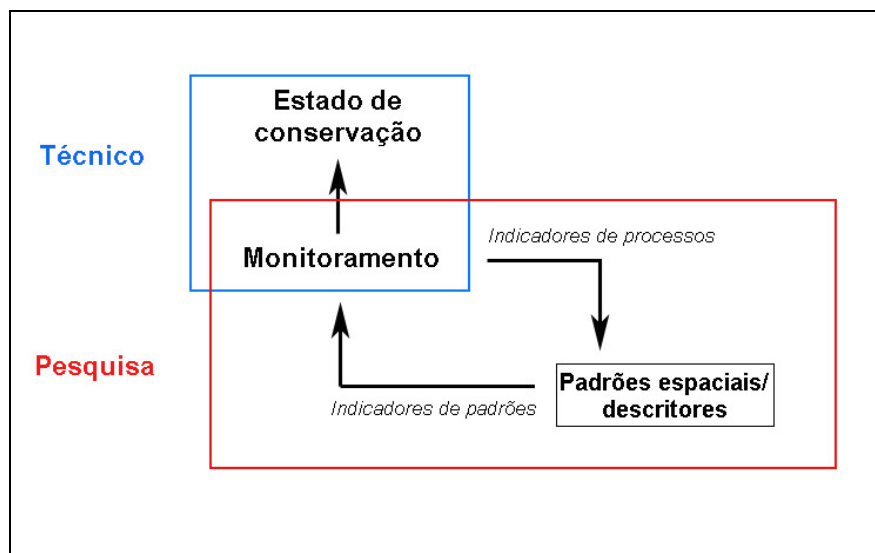 Estado de
conservação
Técnico
Indicadores de processos
Monitoramento
Pesquisa
Padrões espaciais/
descritores
Indicadores de padrões